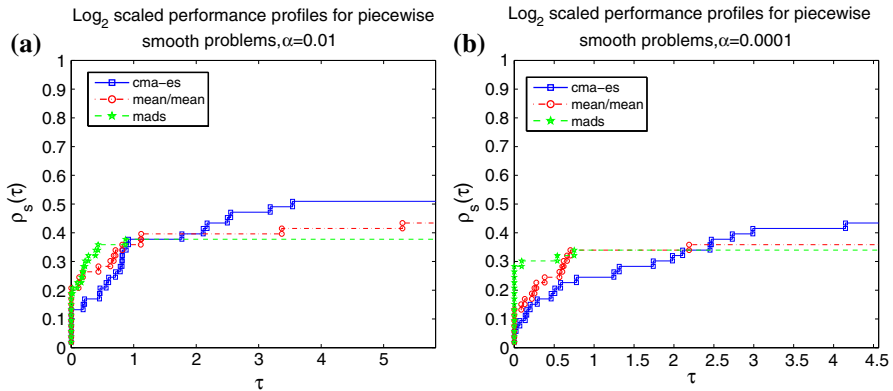 Log2 scaled performance profiles for piecewise
smooth problems,α=0.01
(a)
1
0.9
0.8
0.7
0.6
0.5
0.4
0.3
0.2
0.1
0
ρs(τ)
cma−es
mean/mean
mads
0 1 2 3 4 5
τ
Log2 scaled performance profiles for piecewise
smooth problems,α=0.0001
(b)
1
0.9
0.8
0.7
0.6
0.5
0.4
0.3
0.2
0.1
0
ρs(τ)
cma−es
mean/mean
mads
0 0.5 1 1.5 2 2.5 3 3.5 4 4.5
τ